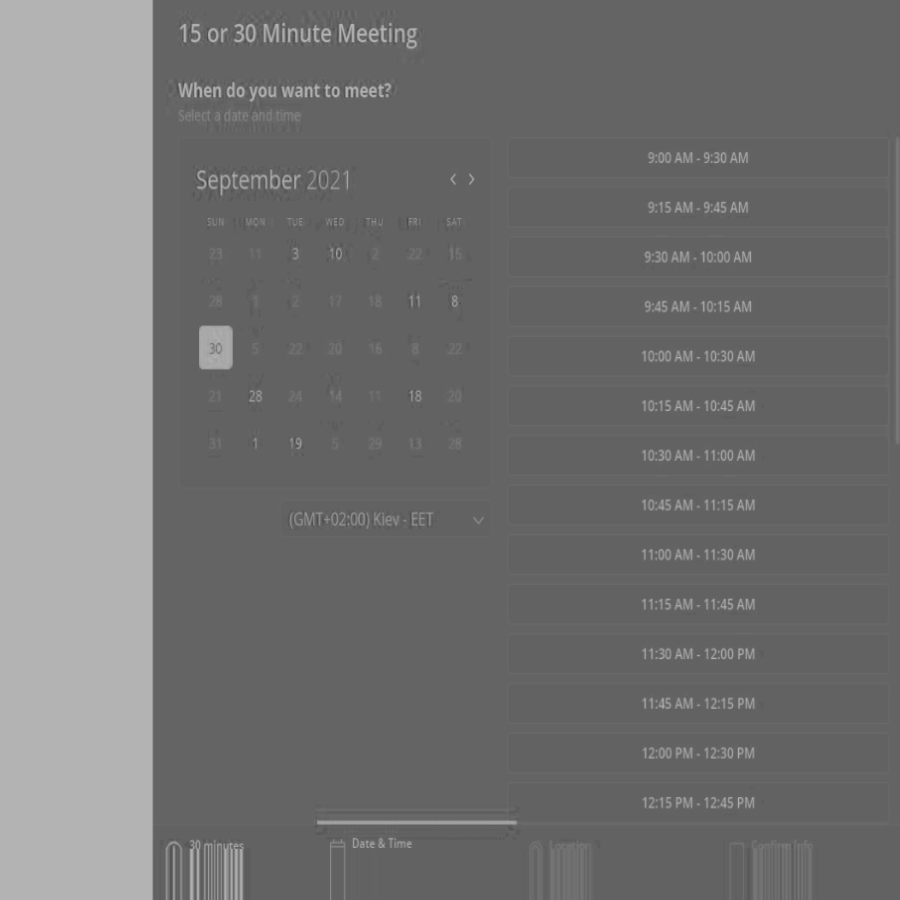 15 or 30 Minute Meeting
When do you want to meet?
Select a date and time
September 2021
SUN MON TUE WED THU FRI SAT
23 11 3 10 2 22 15
28 1 2 17 18 11 8
30 5 22 20 16 8 22
21 28 24 14 11 18 20
31 1 19 5 29 13 28
(GMT+02:00) Kiev - EET
9:00 AM - 9:30 AM
9:15 AM - 9:45 AM
9:30 AM - 10:00 AM
9:45 AM - 10:15 AM
10:00 AM - 10:30 AM
10:15 AM - 10:45 AM
10:30 AM - 11:00 AM
10:45 AM - 11:15 AM
11:00 AM - 11:30 AM
11:15 AM - 11:45 AM
11:30 AM - 12:00 PM
11:45 AM - 12:15 PM
12:00 PM - 12:30 PM
12:15 PM - 12:45 PM
30 minutes
Date & Time
Location
Confirm Info